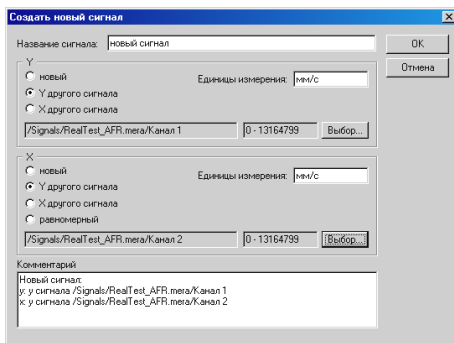 Создать новый сигнал
Название сигнала: новый сигнал
OK
Отмена
Y
новый
Единицы измерения: мм/с
Y другого сигнала
X другого сигнала
/Signals/RealTest_AFR.mera/Канал 1 0 - 13164799 Выбор...
X
новый
Единицы измерения: мм/с
Y другого сигнала
X другого сигнала
равномерный
/Signals/RealTest_AFR.mera/Канал 2 0 - 13164799 Выбор...
Комментарий
Новый сигнал:
y: y сигнала /Signals/RealTest_AFR.mera/Канал 1
x: y сигнала /Signals/RealTest_AFR.mera/Канал 2